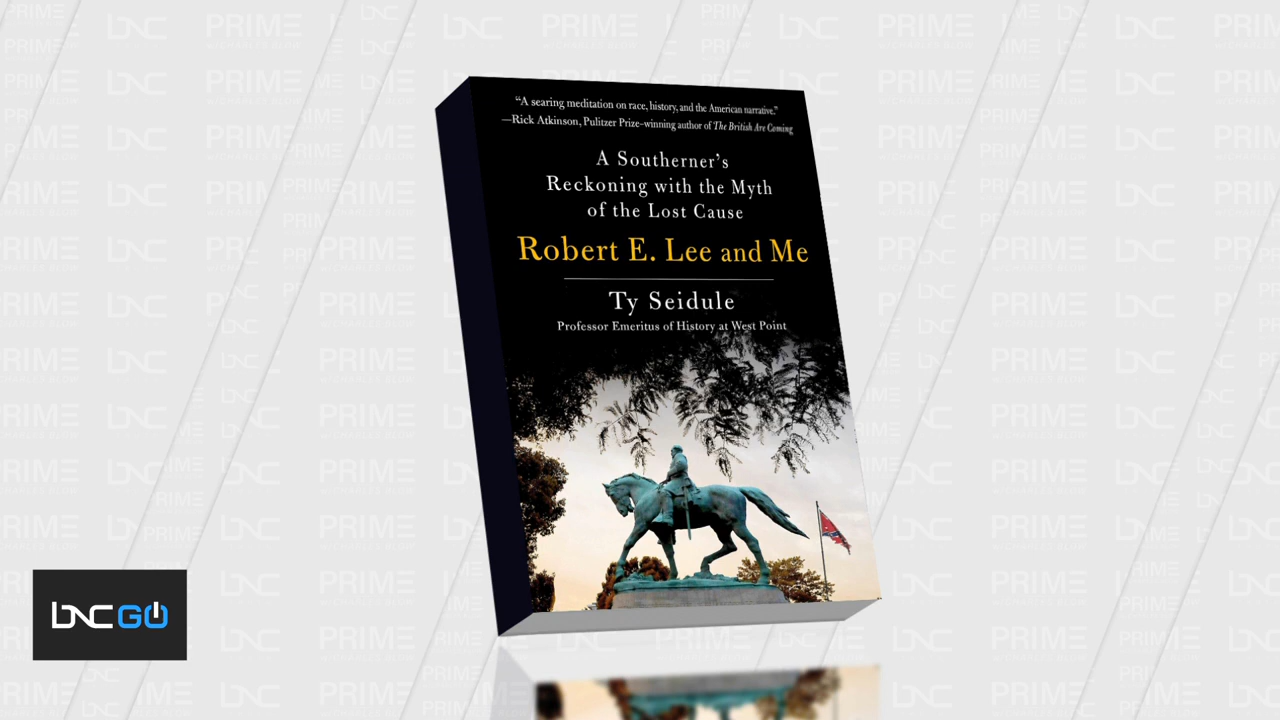 “A searing meditation on race, history, and the American narrative.”
—Rick Atkinson, Pulitzer Prize–winning author of The British Are Coming
A Southerner’s
Reckoning with the Myth
of the Lost Cause
Robert E. Lee and Me
Ty Seidule
Professor Emeritus of History at West Point
BNC GO
PRIME